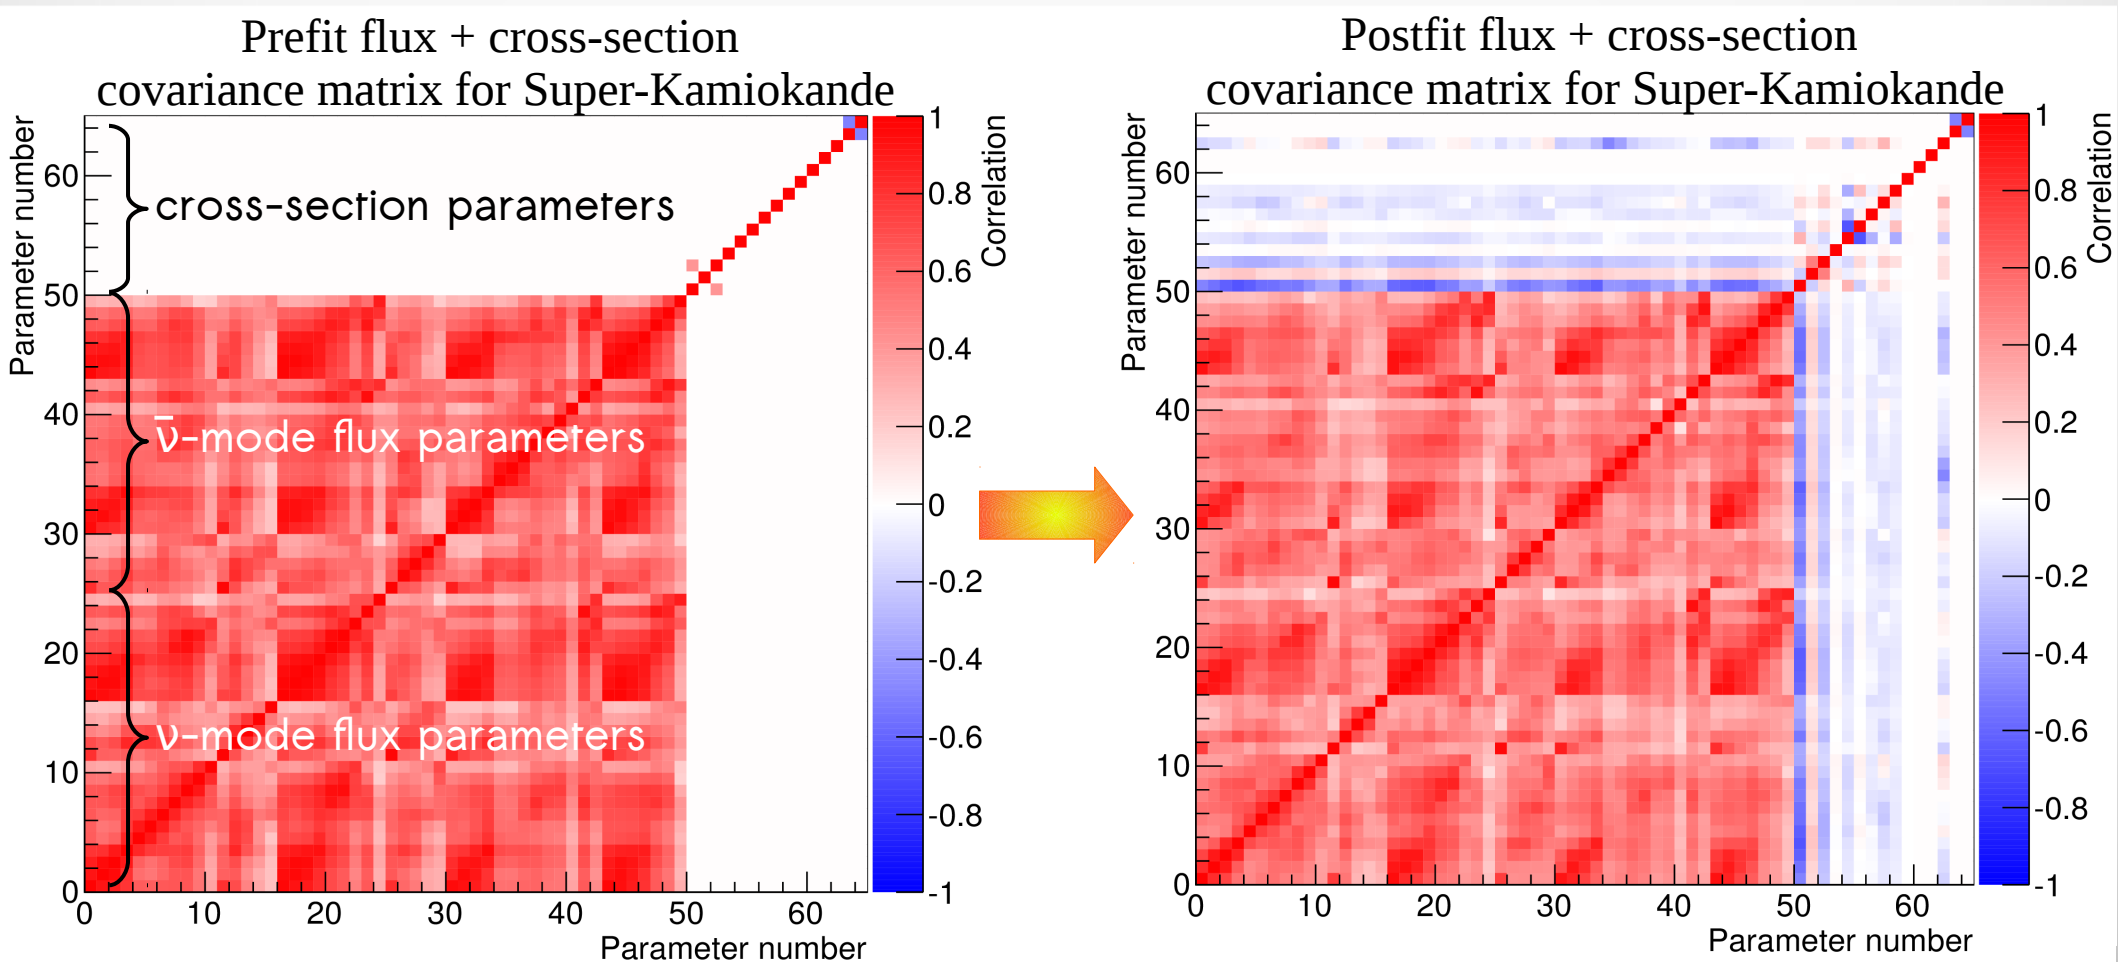 Prefit flux + cross-section
covariance matrix for Super-Kamiokande
Parameter number
60
50
40
30
20
10
0
cross-section parameters
ν̄-mode flux parameters
ν-mode flux parameters
0 10 20 30 40 50 60
Parameter number
1
0.8
0.6
0.4
0.2
0
-0.2
-0.4
-0.6
-0.8
-1
Correlation
Postfit flux + cross-section
covariance matrix for Super-Kamiokande
Parameter number
60
50
40
30
20
10
0
0 10 20 30 40 50 60
Parameter number
1
0.8
0.6
0.4
0.2
0
-0.2
-0.4
-0.6
-0.8
-1
Correlation